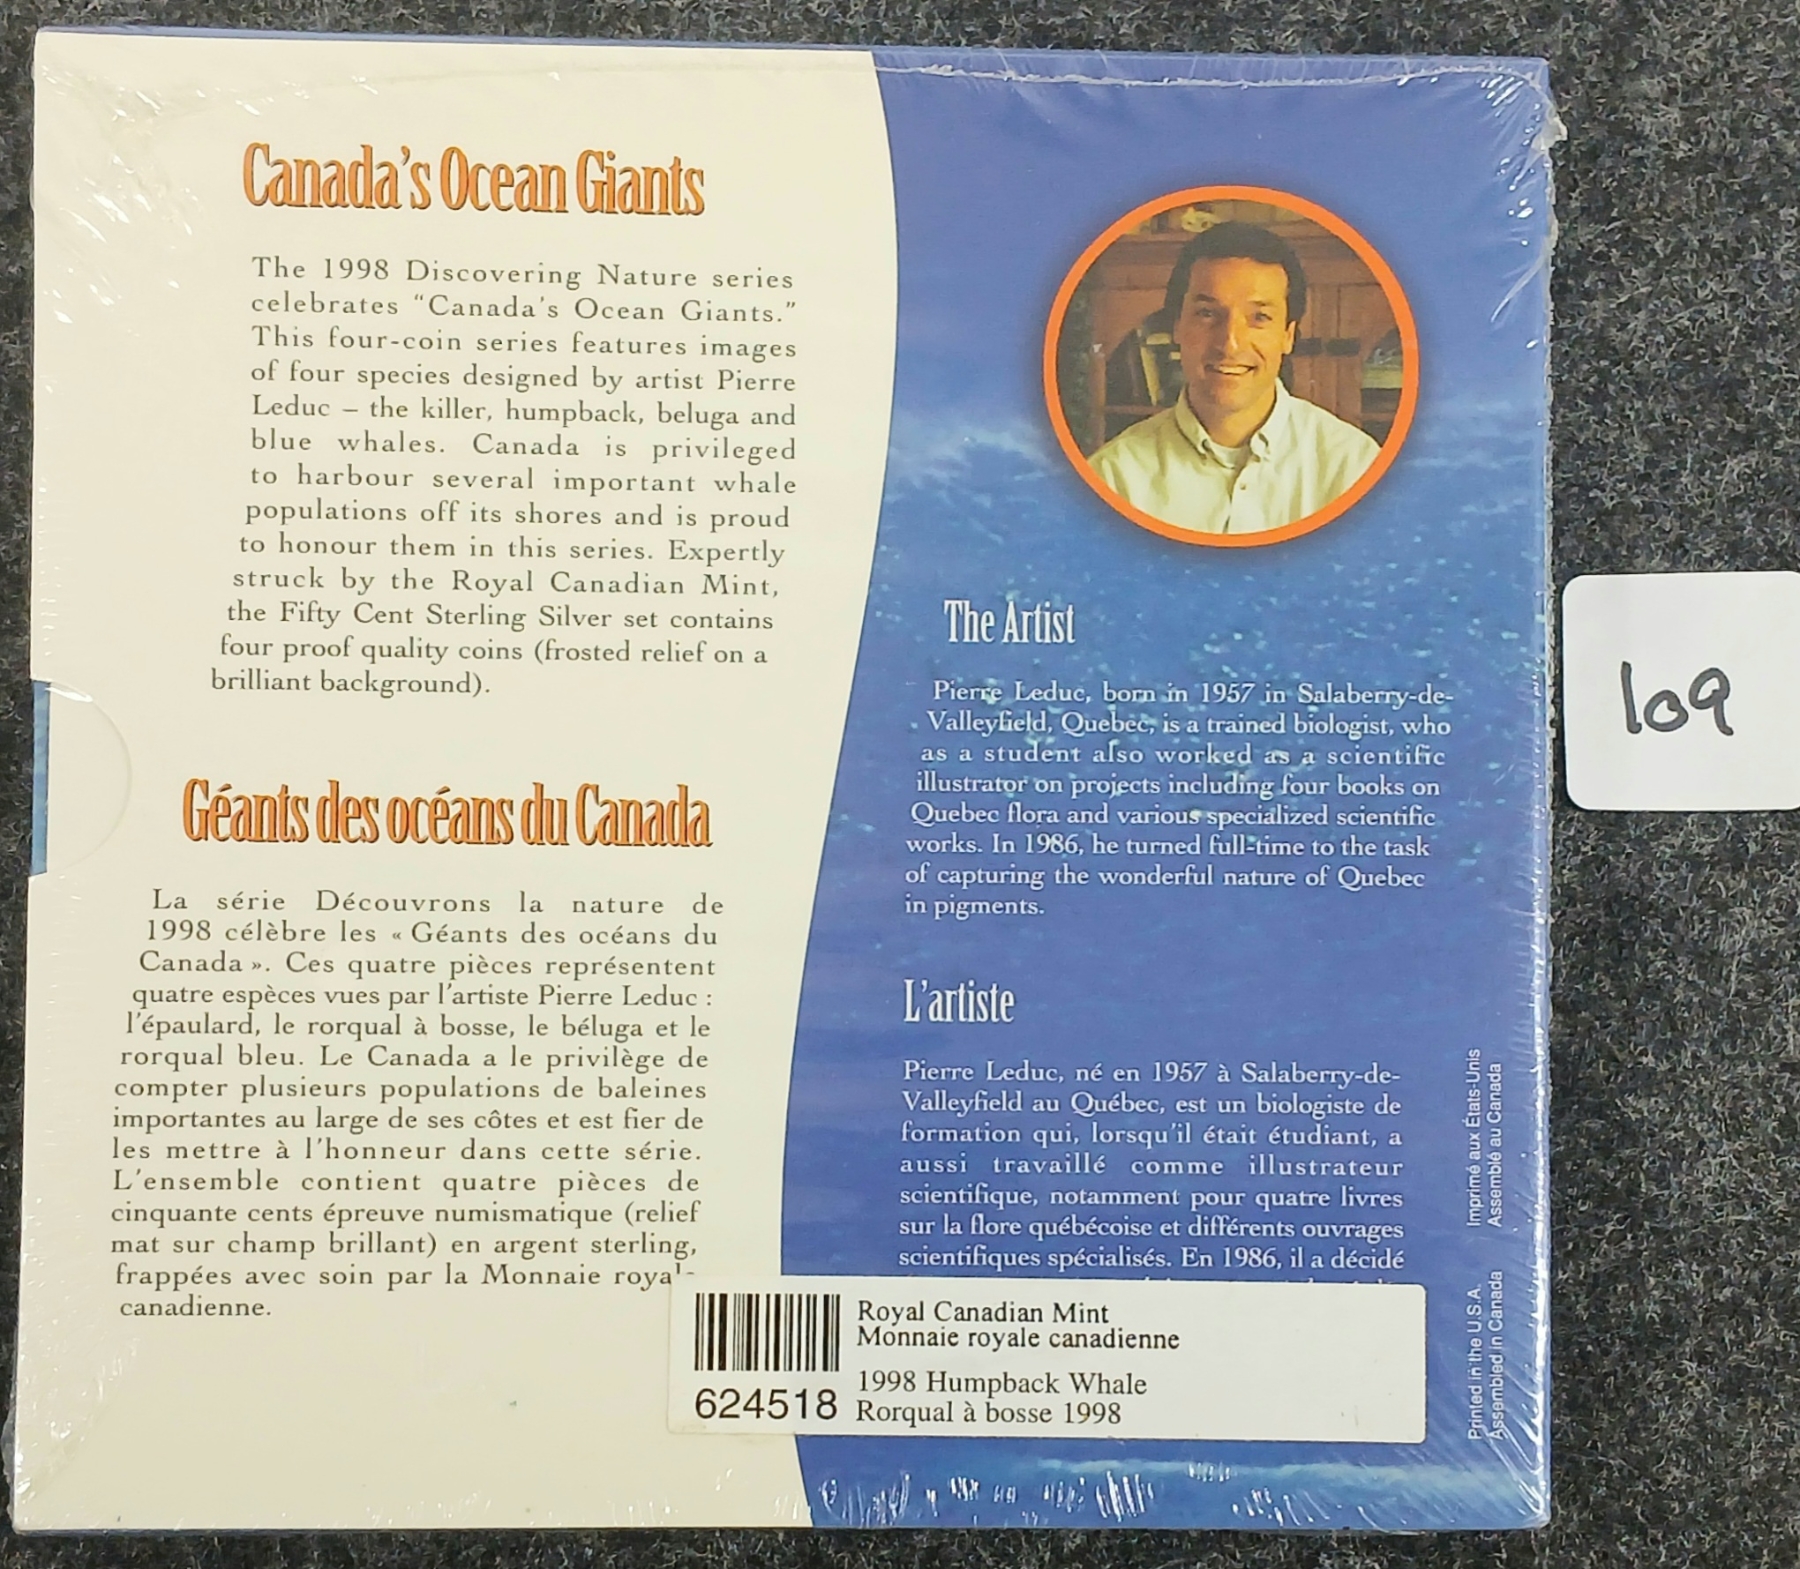 Canada's Ocean Giants
The 1998 Discovering Nature series
celebrates "Canada's Ocean Giants."
This four-coin series features images
of four species designed by artist Pierre
Leduc – the killer, humpback, beluga and
blue whales. Canada is privileged
to harbour several important whale
populations off its shores and is proud
to honour them in this series. Expertly
struck by the Royal Canadian Mint,
the Fifty Cent Sterling Silver set contains
four proof quality coins (frosted relief on a
brilliant background).
Géants des océans du Canada
La série Découvrons la nature de
1998 célèbre les « Géants des océans du
Canada ». Ces quatre pièces représentent
quatre espèces vues par l'artiste Pierre Leduc :
l'épaulard, le rorqual à bosse, le béluga et le
rorqual bleu. Le Canada a le privilège de
compter plusieurs populations de baleines
importantes au large de ses côtes et est fier de
les mettre à l'honneur dans cette série.
L'ensemble contient quatre pièces de
cinquante cents épreuve numismatique (relief
mat sur champ brillant) en argent sterling,
frappées avec soin par la Monnaie royale
canadienne.
The Artist
Pierre Leduc, born in 1957 in Salaberry-de-
Valleyfield, Quebec, is a trained biologist, who
as a student also worked as a scientific
illustrator on projects including four books on
Quebec flora and various specialized scientific
works. In 1986, he turned full-time to the task
of capturing the wonderful nature of Quebec
in pigments.
L'artiste
Pierre Leduc, né en 1957 à Salaberry-de-
Valleyfield au Québec, est un biologiste de
formation qui, lorsqu'il était étudiant, a
aussi travaillé comme illustrateur
scientifique, notamment pour quatre livres
sur la flore québécoise et différents ouvrages
scientifiques spécialisés. En 1986, il a décidé
Imprimé aux États-Unis
Assemblé au Canada
Printed in the U.S.A.
Assembled in Canada
Royal Canadian Mint
Monnaie royale canadienne
1998 Humpback Whale
Rorqual à bosse 1998
624518
109